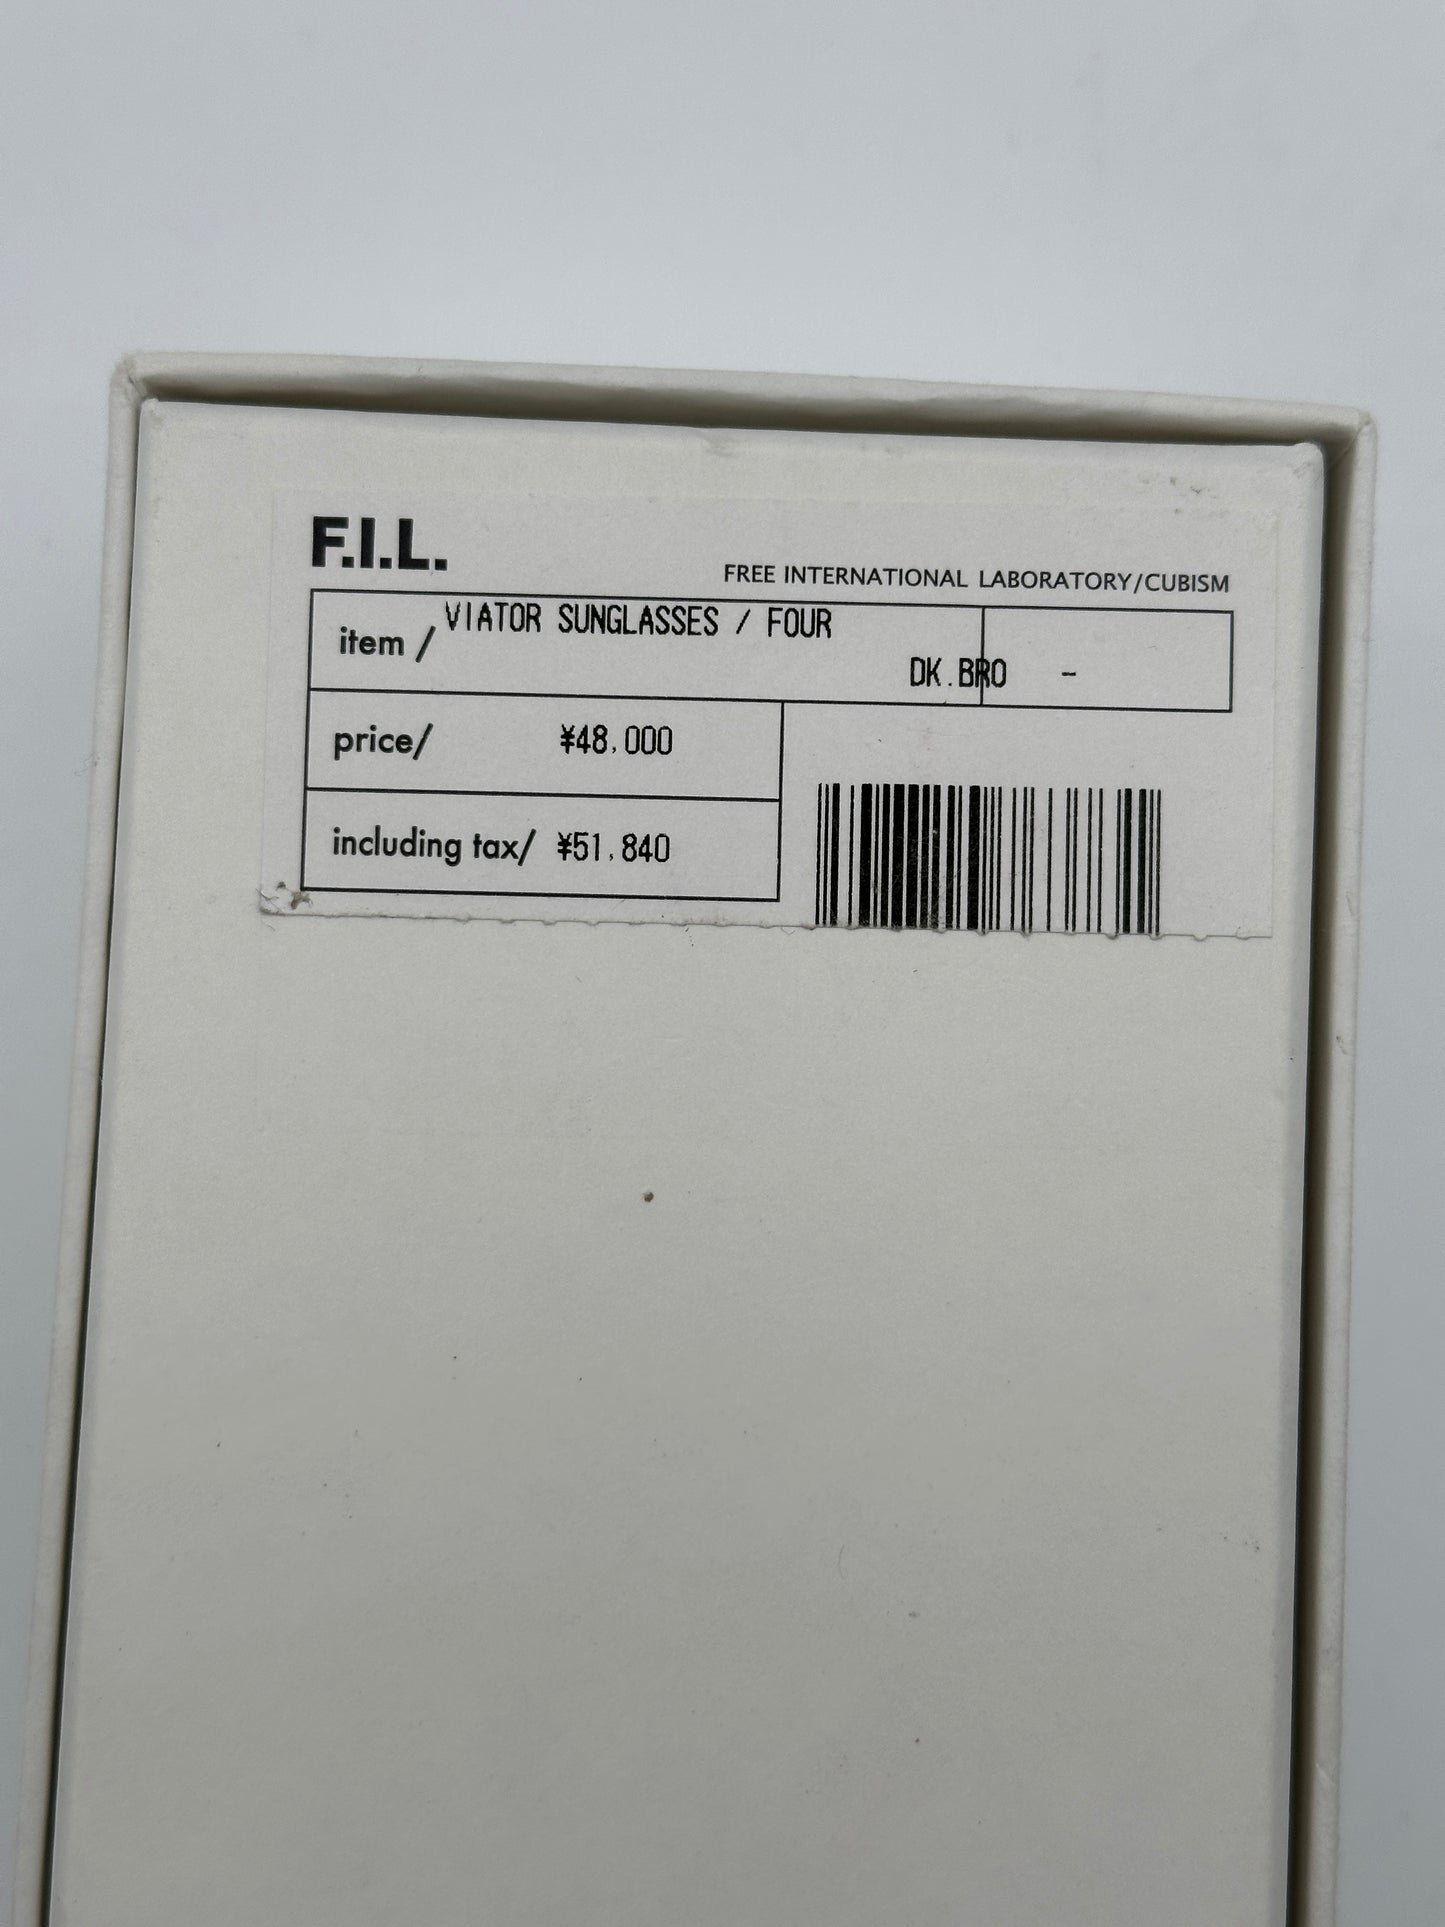 F.I.L.
FREE INTERNATIONAL LABORATORY/CUBISM
item / VIATOR SUNGLASSES / FOUR
DK.BRO -
price/ ¥48,000
including tax/ ¥51,840